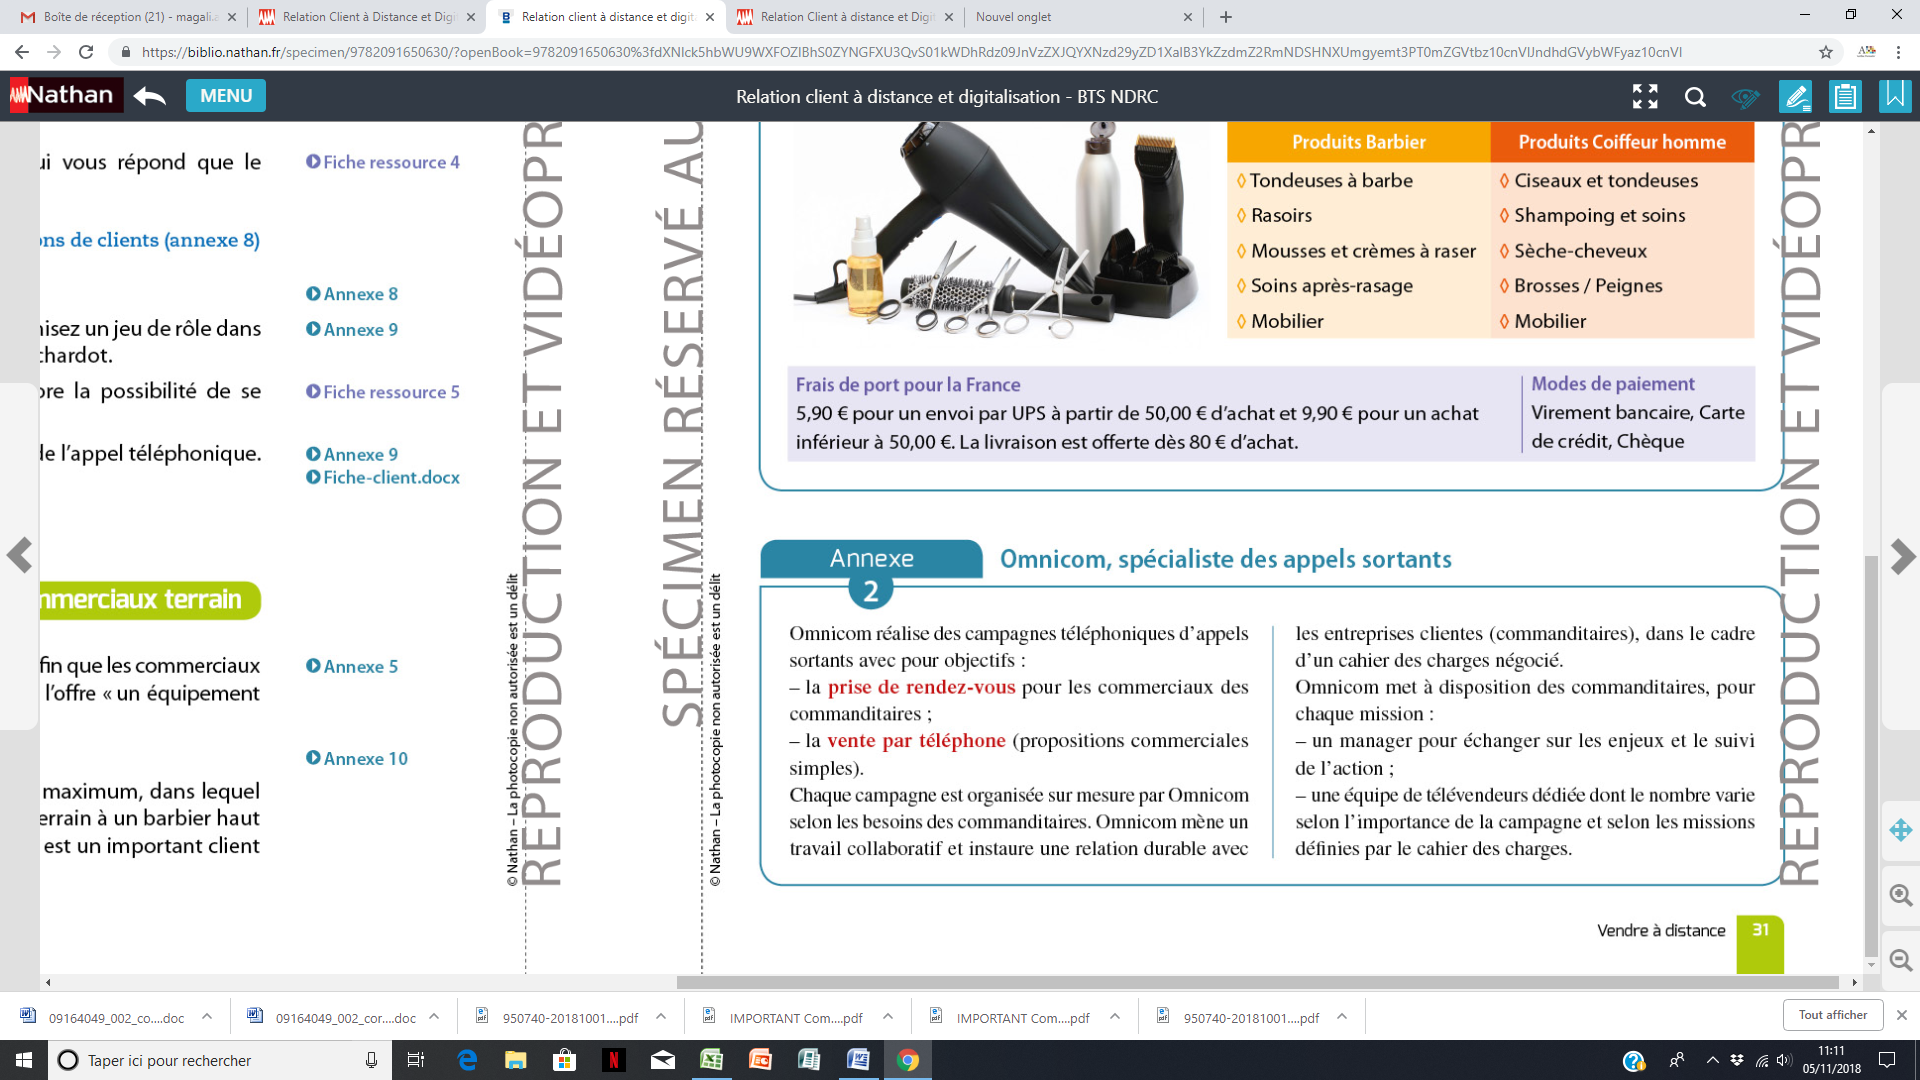 Boîte de réception (21) - magali.a
Relation Client à Distance et Digi
Relation client à distance et digita
Relation Client à distance et Digit
Nouvel onglet
Nathan
MENU
Relation client à distance et digitalisation - BTS NDRC
ui vous répond que le
Fiche ressource 4
ons de clients (annexe 8)
Annexe 8
nisez un jeu de rôle dans
Annexe 9
chardot.
ore la possibilité de se
Fiche ressource 5
de l'appel téléphonique.
Annexe 9
Fiche-client.docx
mmerciaux terrain
fin que les commerciaux
Annexe 5
l'offre « un équipement
Annexe 10
maximum, dans lequel
errain à un barbier haut
est un important client
© Nathan – La photocopie non autorisée est un délit
REPRODUCTION ET VIDÉOPR
SPÉCIMEN RÉSERVÉ AU
© Nathan – La photocopie non autorisée est un délit
Produits Barbier
Tondeuses à barbe
Rasoirs
Mousses et crèmes à raser
Soins après-rasage
Mobilier
Produits Coiffeur homme
Ciseaux et tondeuses
Shampoing et soins
Sèche-cheveux
Brosses / Peignes
Mobilier
Frais de port pour la France
5,90 € pour un envoi par UPS à partir de 50,00 € d'achat et 9,90 € pour un achat
inférieur à 50,00 €. La livraison est offerte dès 80 € d'achat.
Modes de paiement
Virement bancaire, Carte
de crédit, Chèque
Annexe
2
Omnicom, spécialiste des appels sortants
Omnicom réalise des campagnes téléphoniques d'appels
sortants avec pour objectifs :
– la prise de rendez-vous pour les commerciaux des
commanditaires ;
– la vente par téléphone (propositions commerciales
simples).
Chaque campagne est organisée sur mesure par Omnicom
selon les besoins des commanditaires. Omnicom mène un
travail collaboratif et instaure une relation durable avec
les entreprises clientes (commanditaires), dans le cadre
d'un cahier des charges négocié.
Omnicom met à disposition des commanditaires, pour
chaque mission :
– un manager pour échanger sur les enjeux et le suivi
de l'action ;
– une équipe de télévendeurs dédiée dont le nombre varie
selon l'importance de la campagne et selon les missions
définies par le cahier des charges.
REPRODUCTION ET VIDÉOPR
Vendre à distance
31
09164049_002_co....doc
09164049_002_cor....doc
950740-20181001....pdf
IMPORTANT Com....pdf
IMPORTANT Com....pdf
950740-20181001....pdf
Tout afficher
Taper ici pour rechercher
11:11
05/11/2018